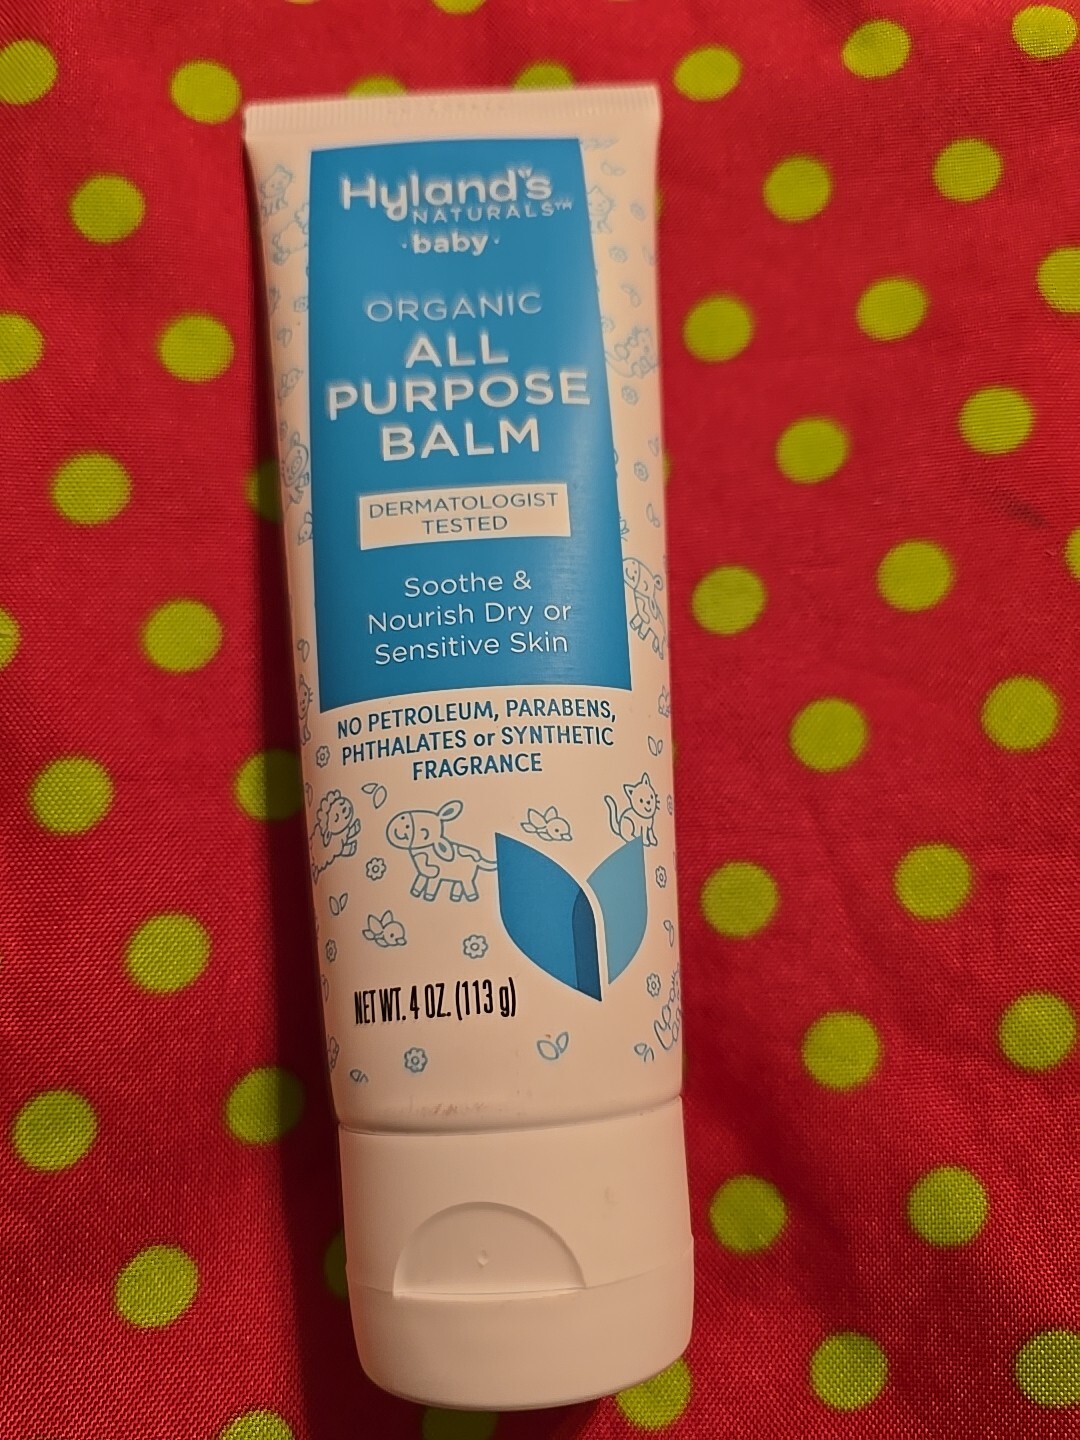 Hyland's
NATURALS™
·baby·
ORGANIC
ALL
PURPOSE
BALM
DERMATOLOGIST
TESTED
Soothe &
Nourish Dry or
Sensitive Skin
NO PETROLEUM, PARABENS,
PHTHALATES or SYNTHETIC
FRAGRANCE
NET WT. 4 OZ. (113 g)